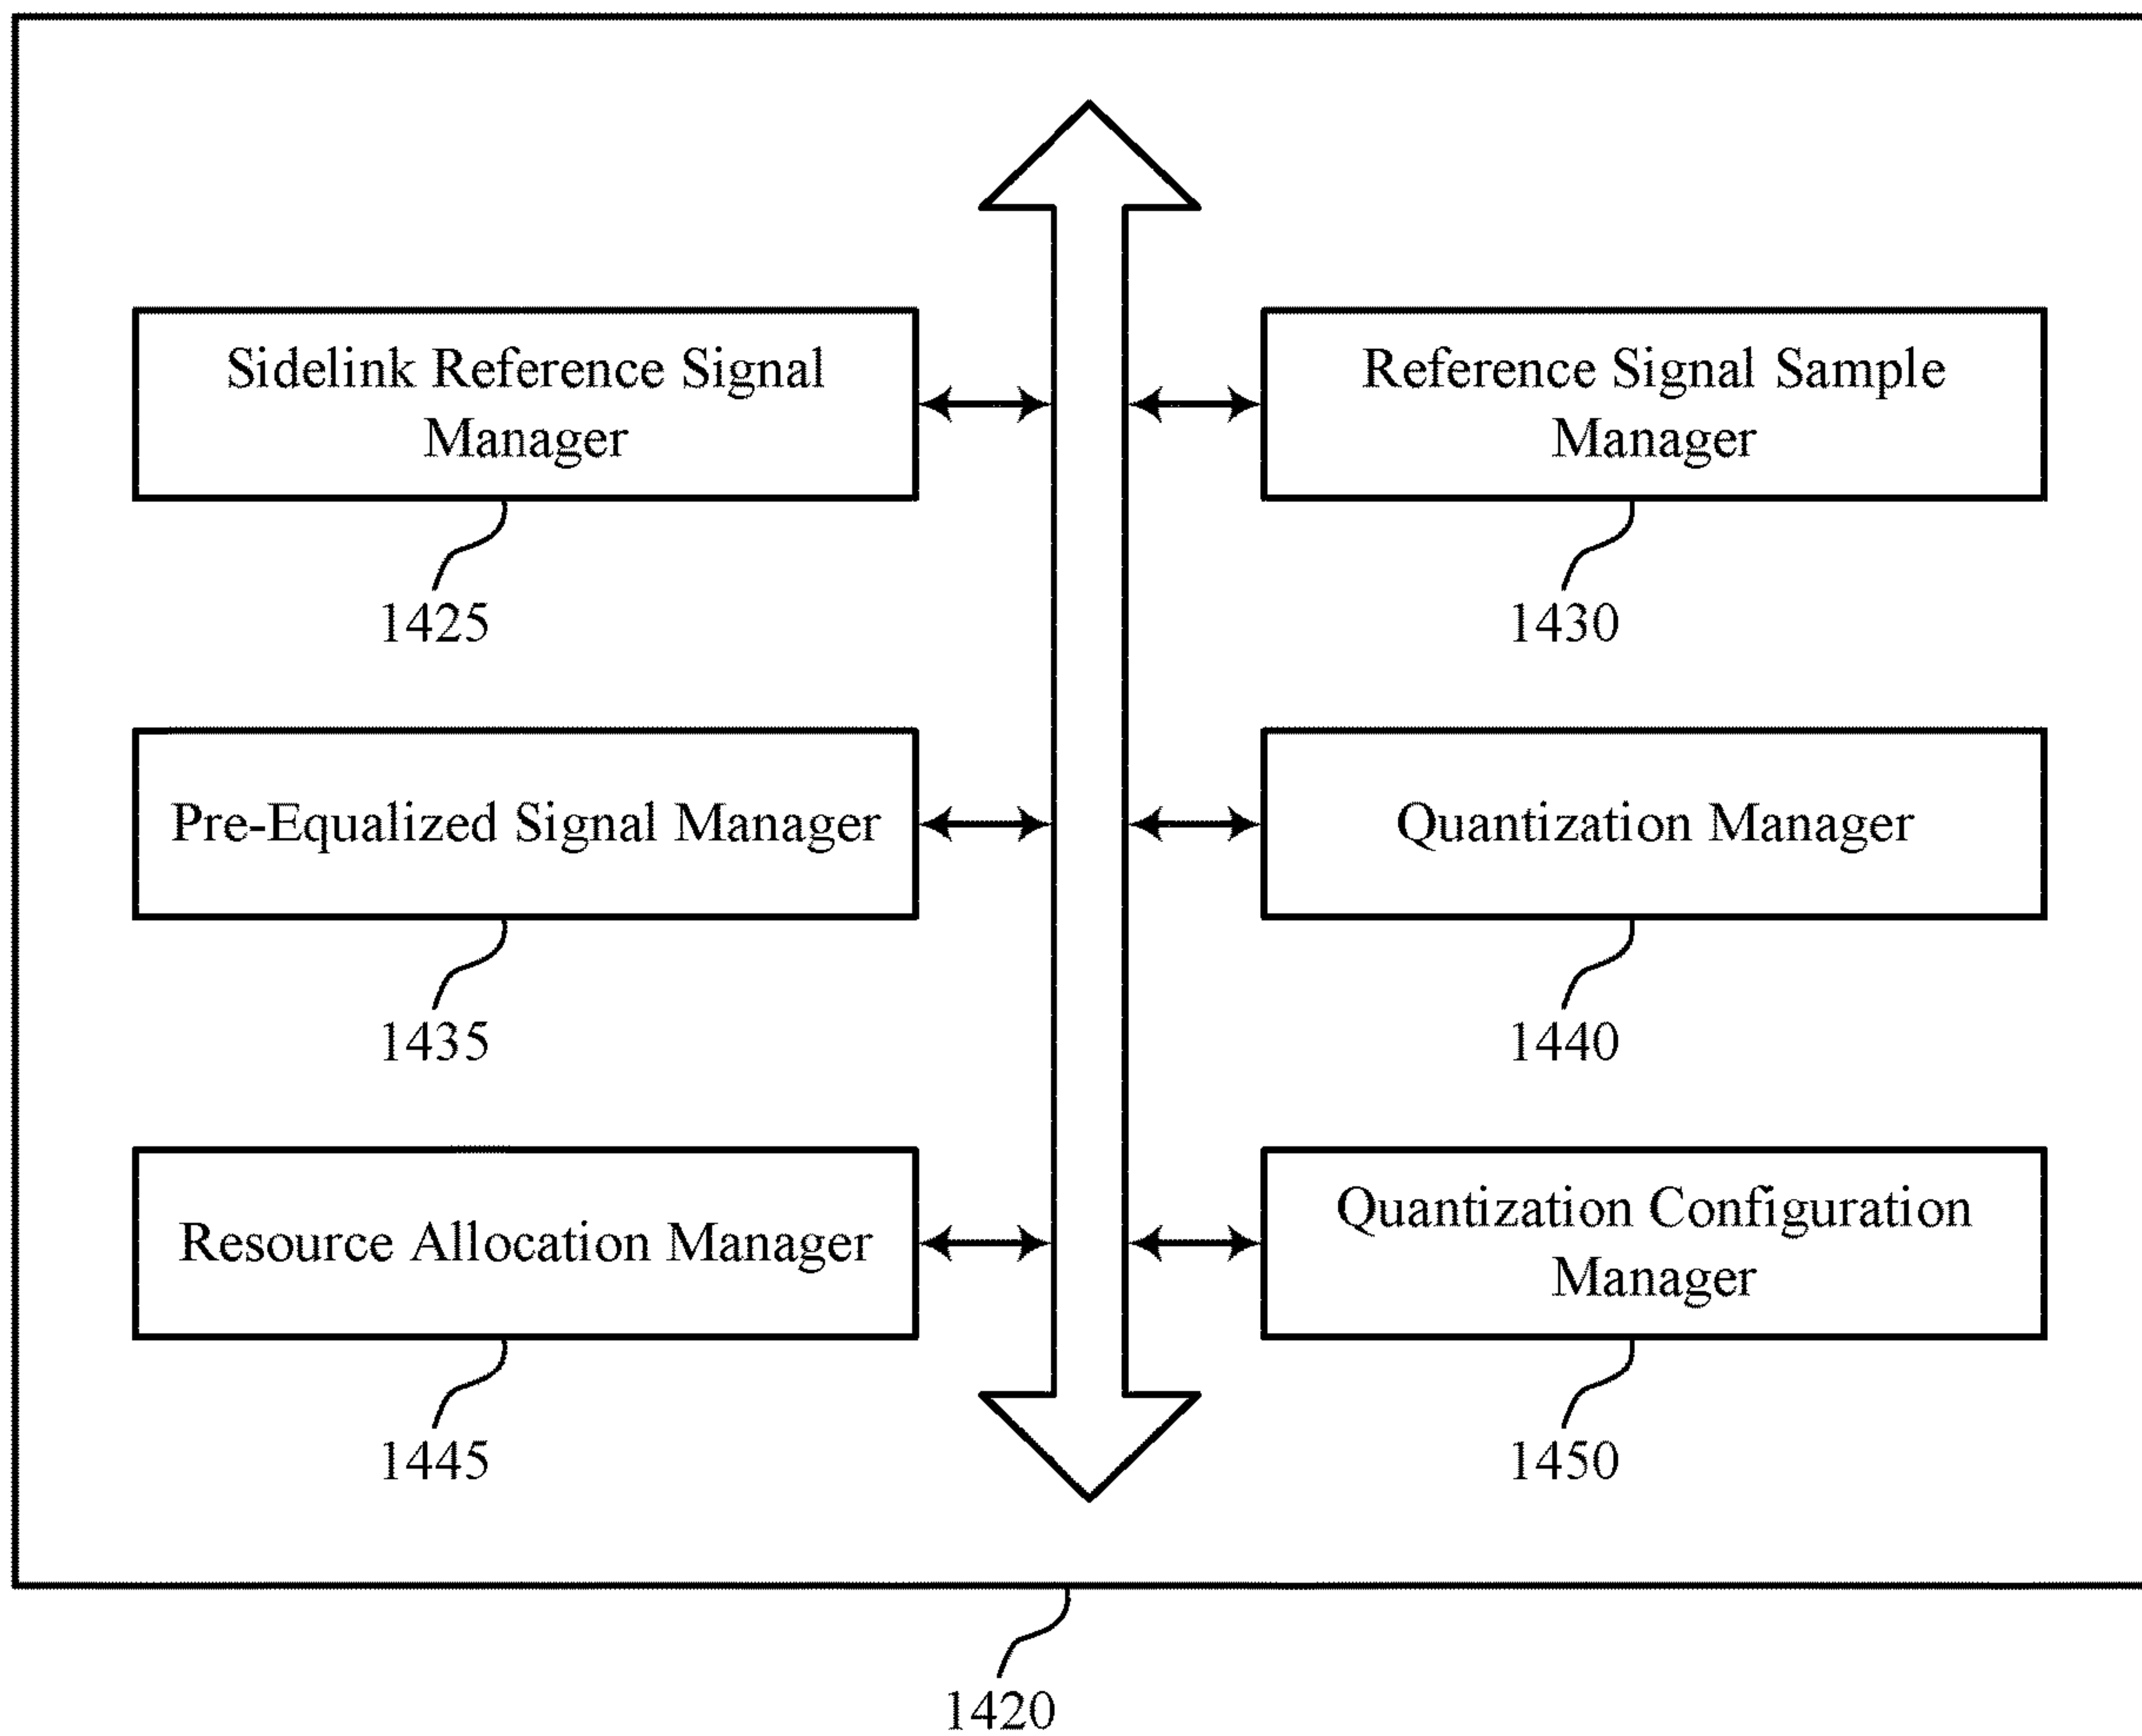 Sidelink Reference Signal
Manager
1425
Reference Signal Sample
Manager
1430
Pre-Equalized Signal Manager
1435
Quantization Manager
1440
Resource Allocation Manager
1445
Quantization Configuration
Manager
1450
1420